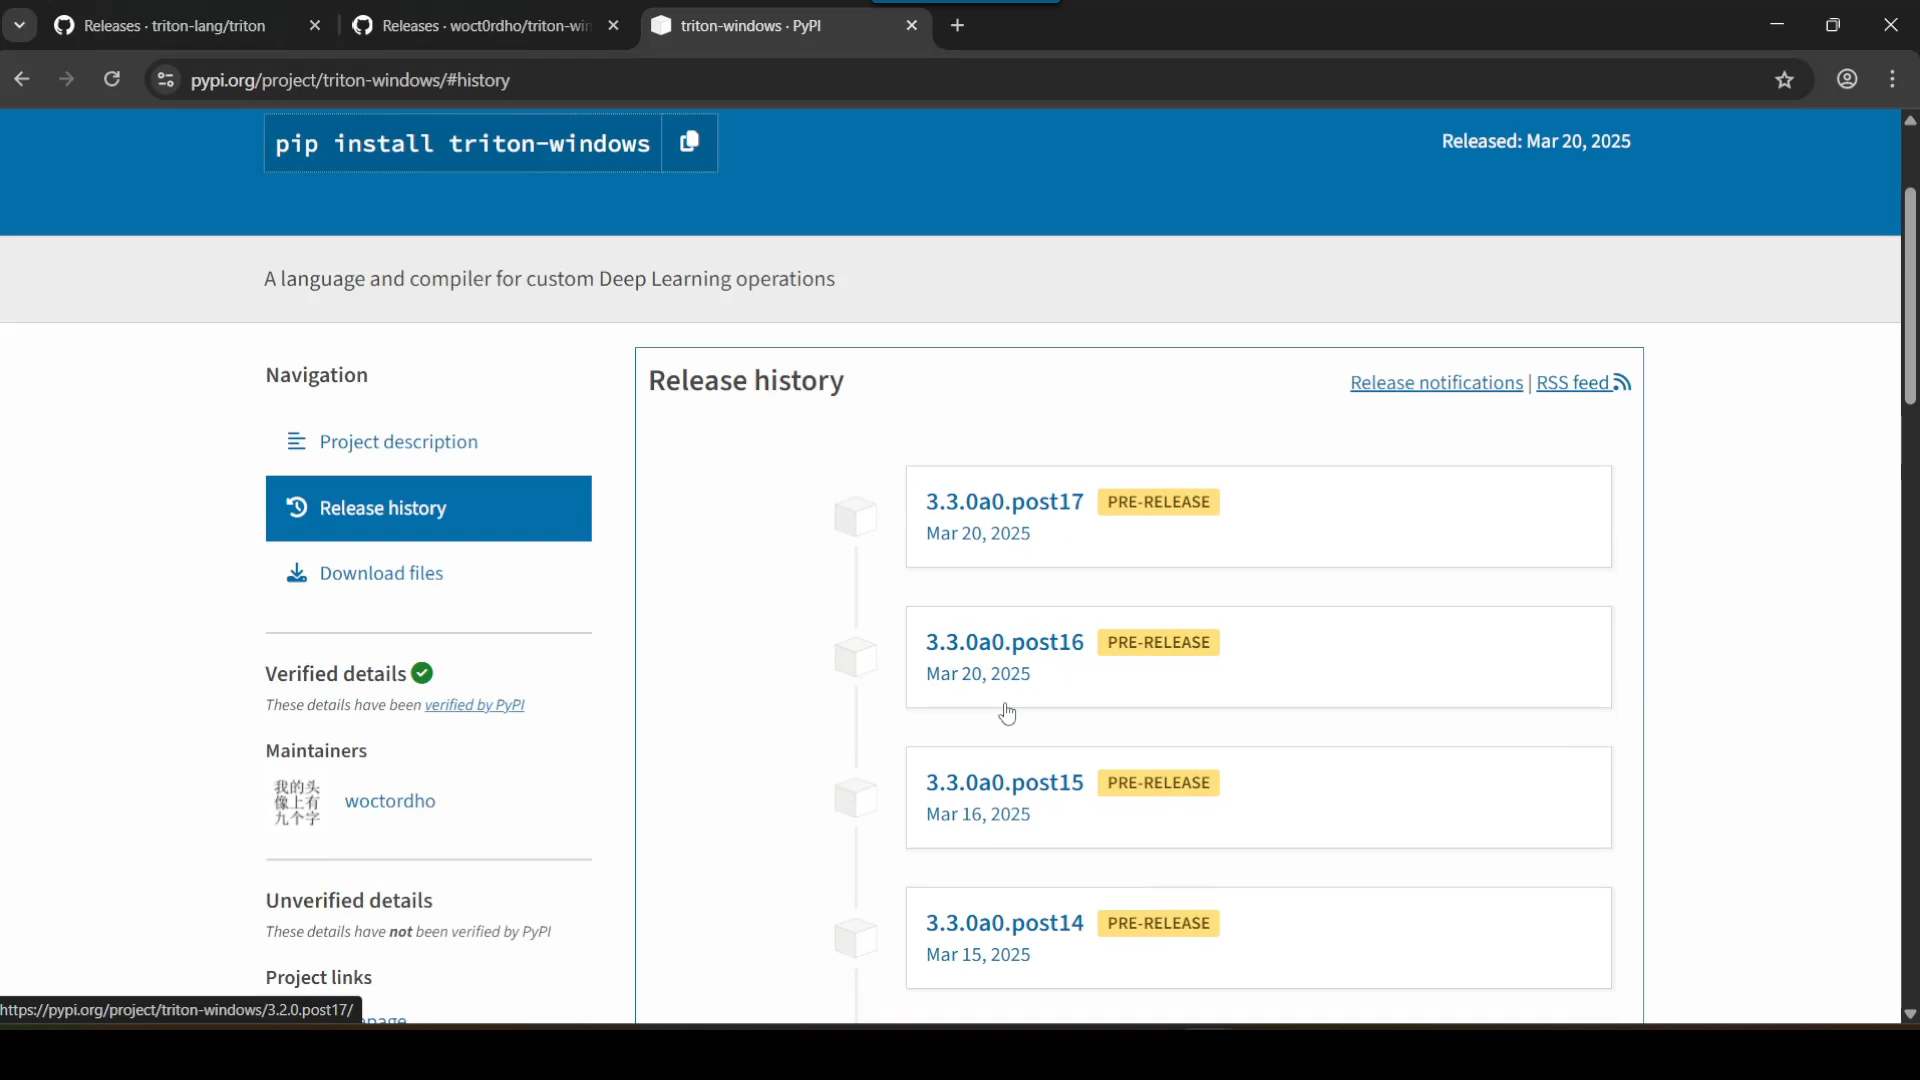 Releases · triton-lang/triton
Releases · woct0rdho/triton-win
triton-windows · PyPI
pypi.org/project/triton-windows/#history
pip install triton-windows
Released: Mar 20, 2025
A language and compiler for custom Deep Learning operations
Navigation
Project description
Release history
Download files
Verified details
These details have been verified by PyPI
Maintainers
我的头
像上有
九个字
woctordho
Unverified details
These details have not been verified by PyPI
Project links
Release history
Release notifications | RSS feed
3.3.0a0.post17 PRE-RELEASE
Mar 20, 2025
3.3.0a0.post16 PRE-RELEASE
Mar 20, 2025
3.3.0a0.post15 PRE-RELEASE
Mar 16, 2025
3.3.0a0.post14 PRE-RELEASE
Mar 15, 2025
https://pypi.org/project/triton-windows/3.2.0.post17/